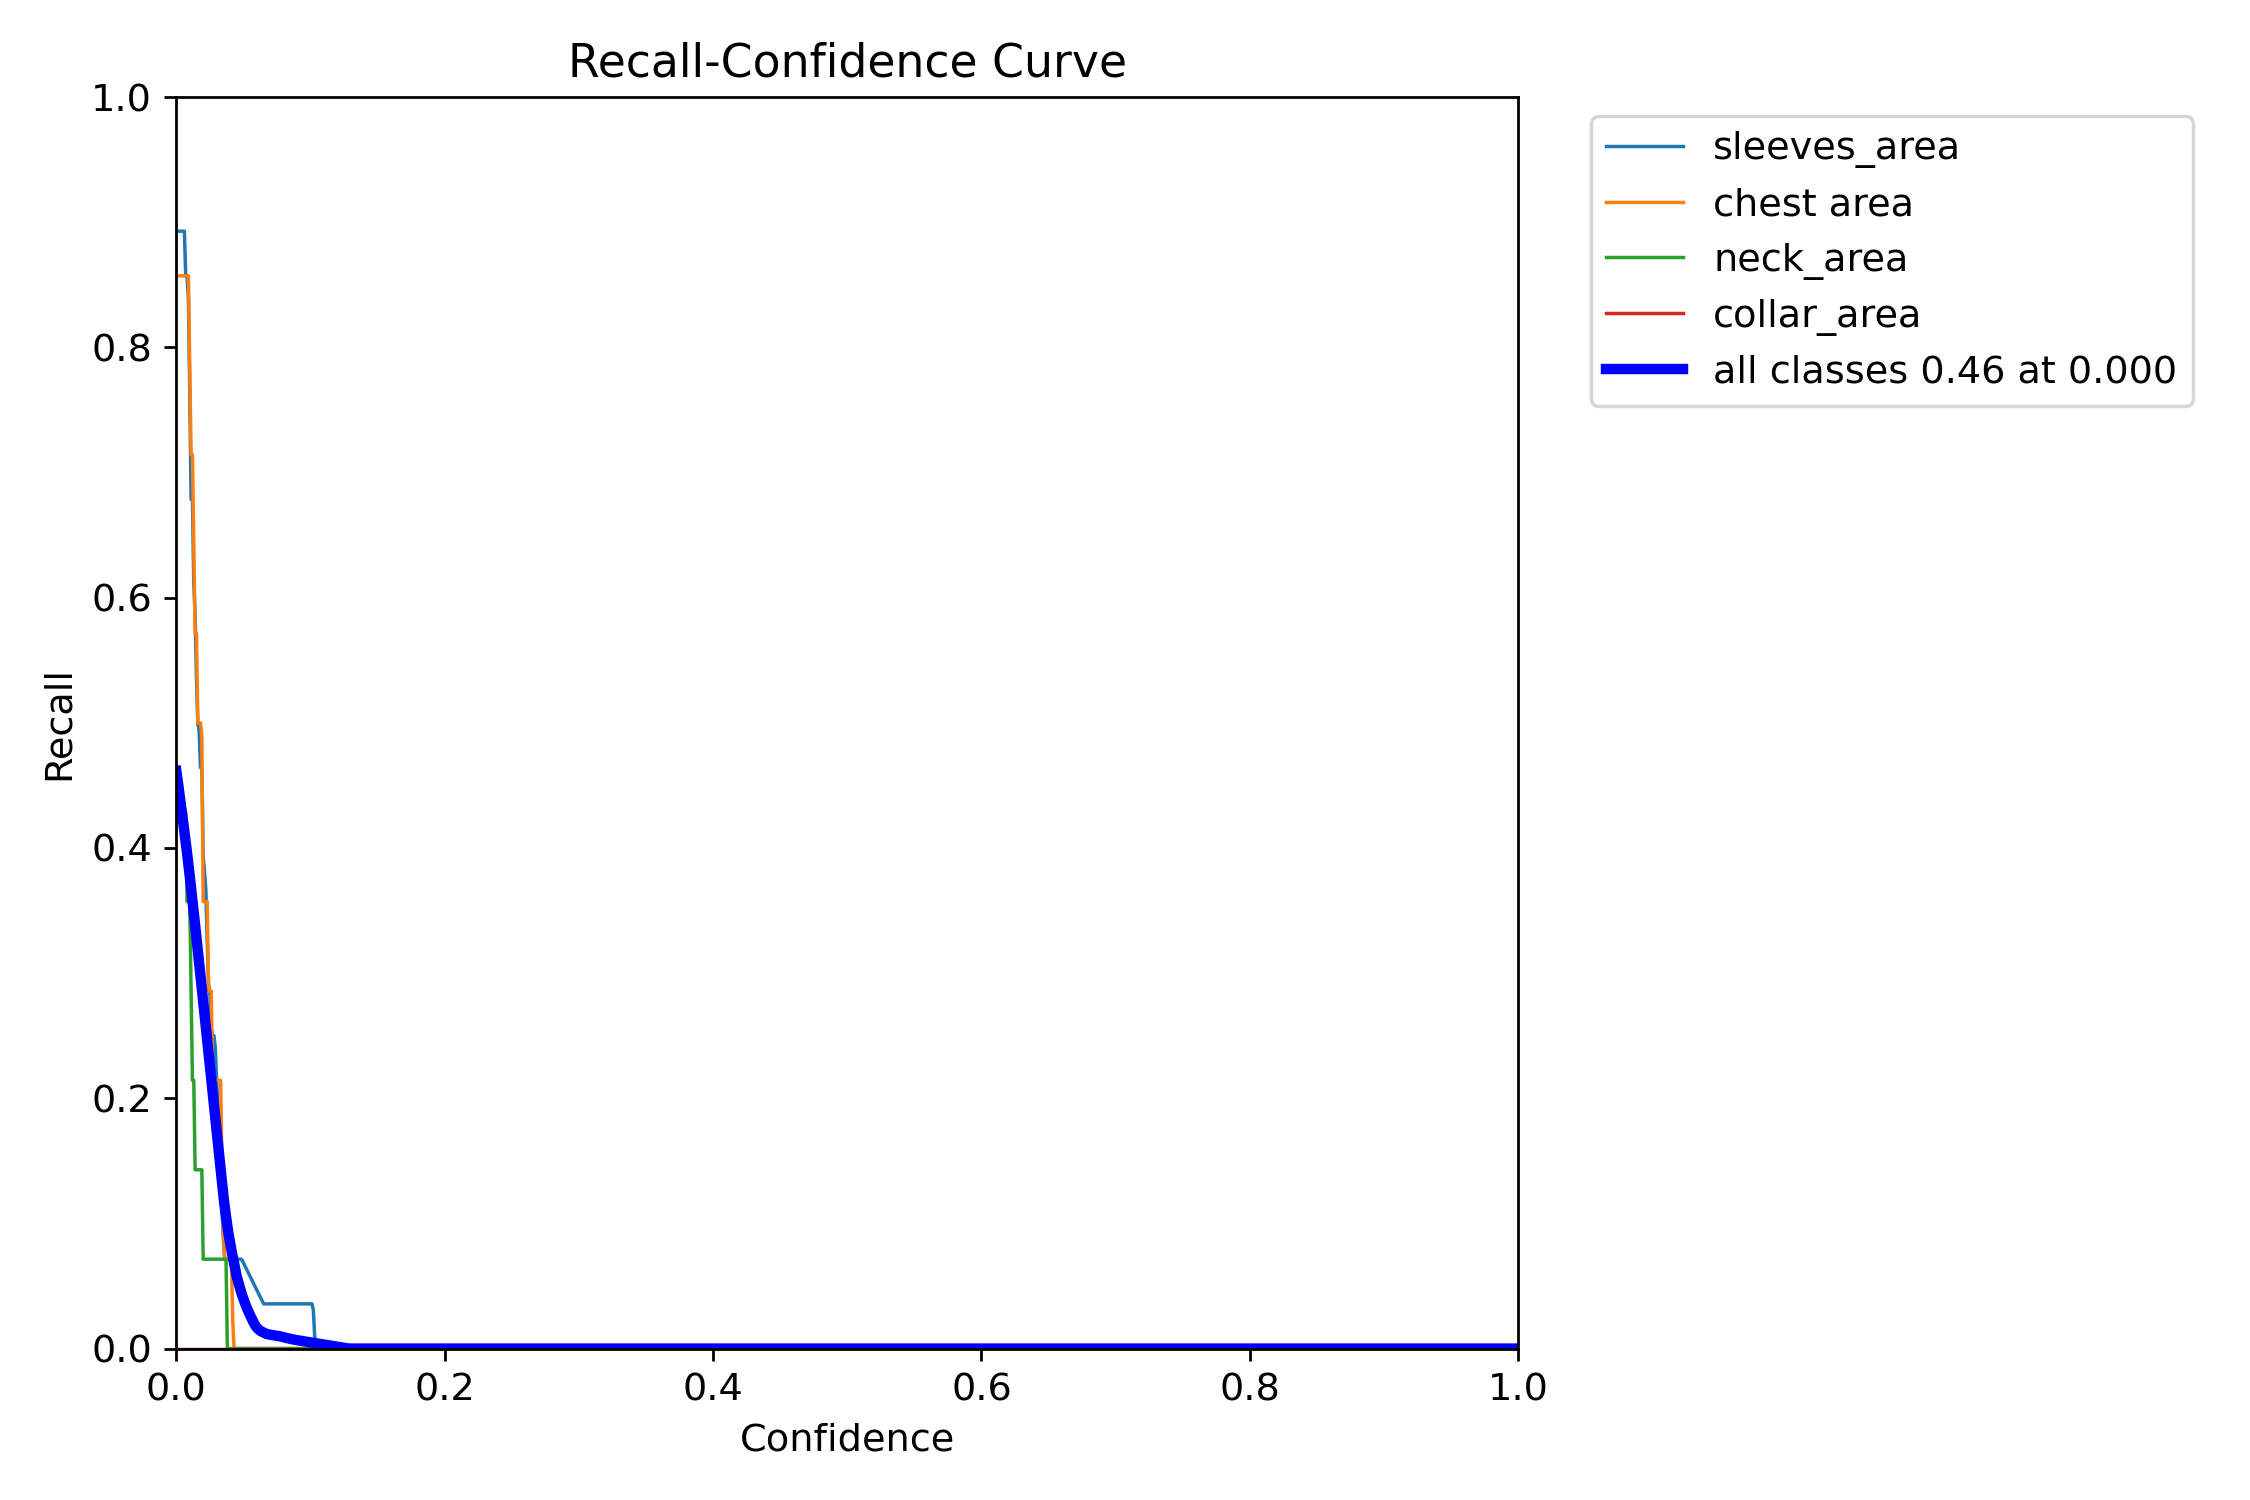 Recall-Confidence Curve
1.0
0.8
0.6
0.4
0.2
0.0
Recall
0.0 0.2 0.4 0.6 0.8 1.0
Confidence
sleeves_area
chest area
neck_area
collar_area
all classes 0.46 at 0.000